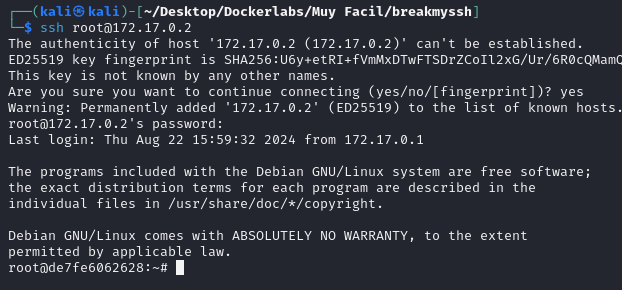 ┌──(kali㉿kali)-[~/Desktop/Dockerlabs/Muy Facil/breakmyssh]
└─$ ssh root@172.17.0.2
The authenticity of host '172.17.0.2 (172.17.0.2)' can't be established.
ED25519 key fingerprint is SHA256:U6y+etRI+fVmMxDTwFTSDrZCoIl2xG/Ur/6R0cQMamQ
This key is not known by any other names.
Are you sure you want to continue connecting (yes/no/[fingerprint])? yes
Warning: Permanently added '172.17.0.2' (ED25519) to the list of known hosts.
root@172.17.0.2's password:
Last login: Thu Aug 22 15:59:32 2024 from 172.17.0.1
The programs included with the Debian GNU/Linux system are free software;
the exact distribution terms for each program are described in the
individual files in /usr/share/doc/*/copyright.
Debian GNU/Linux comes with ABSOLUTELY NO WARRANTY, to the extent
permitted by applicable law.
root@de7fe6062628:~#